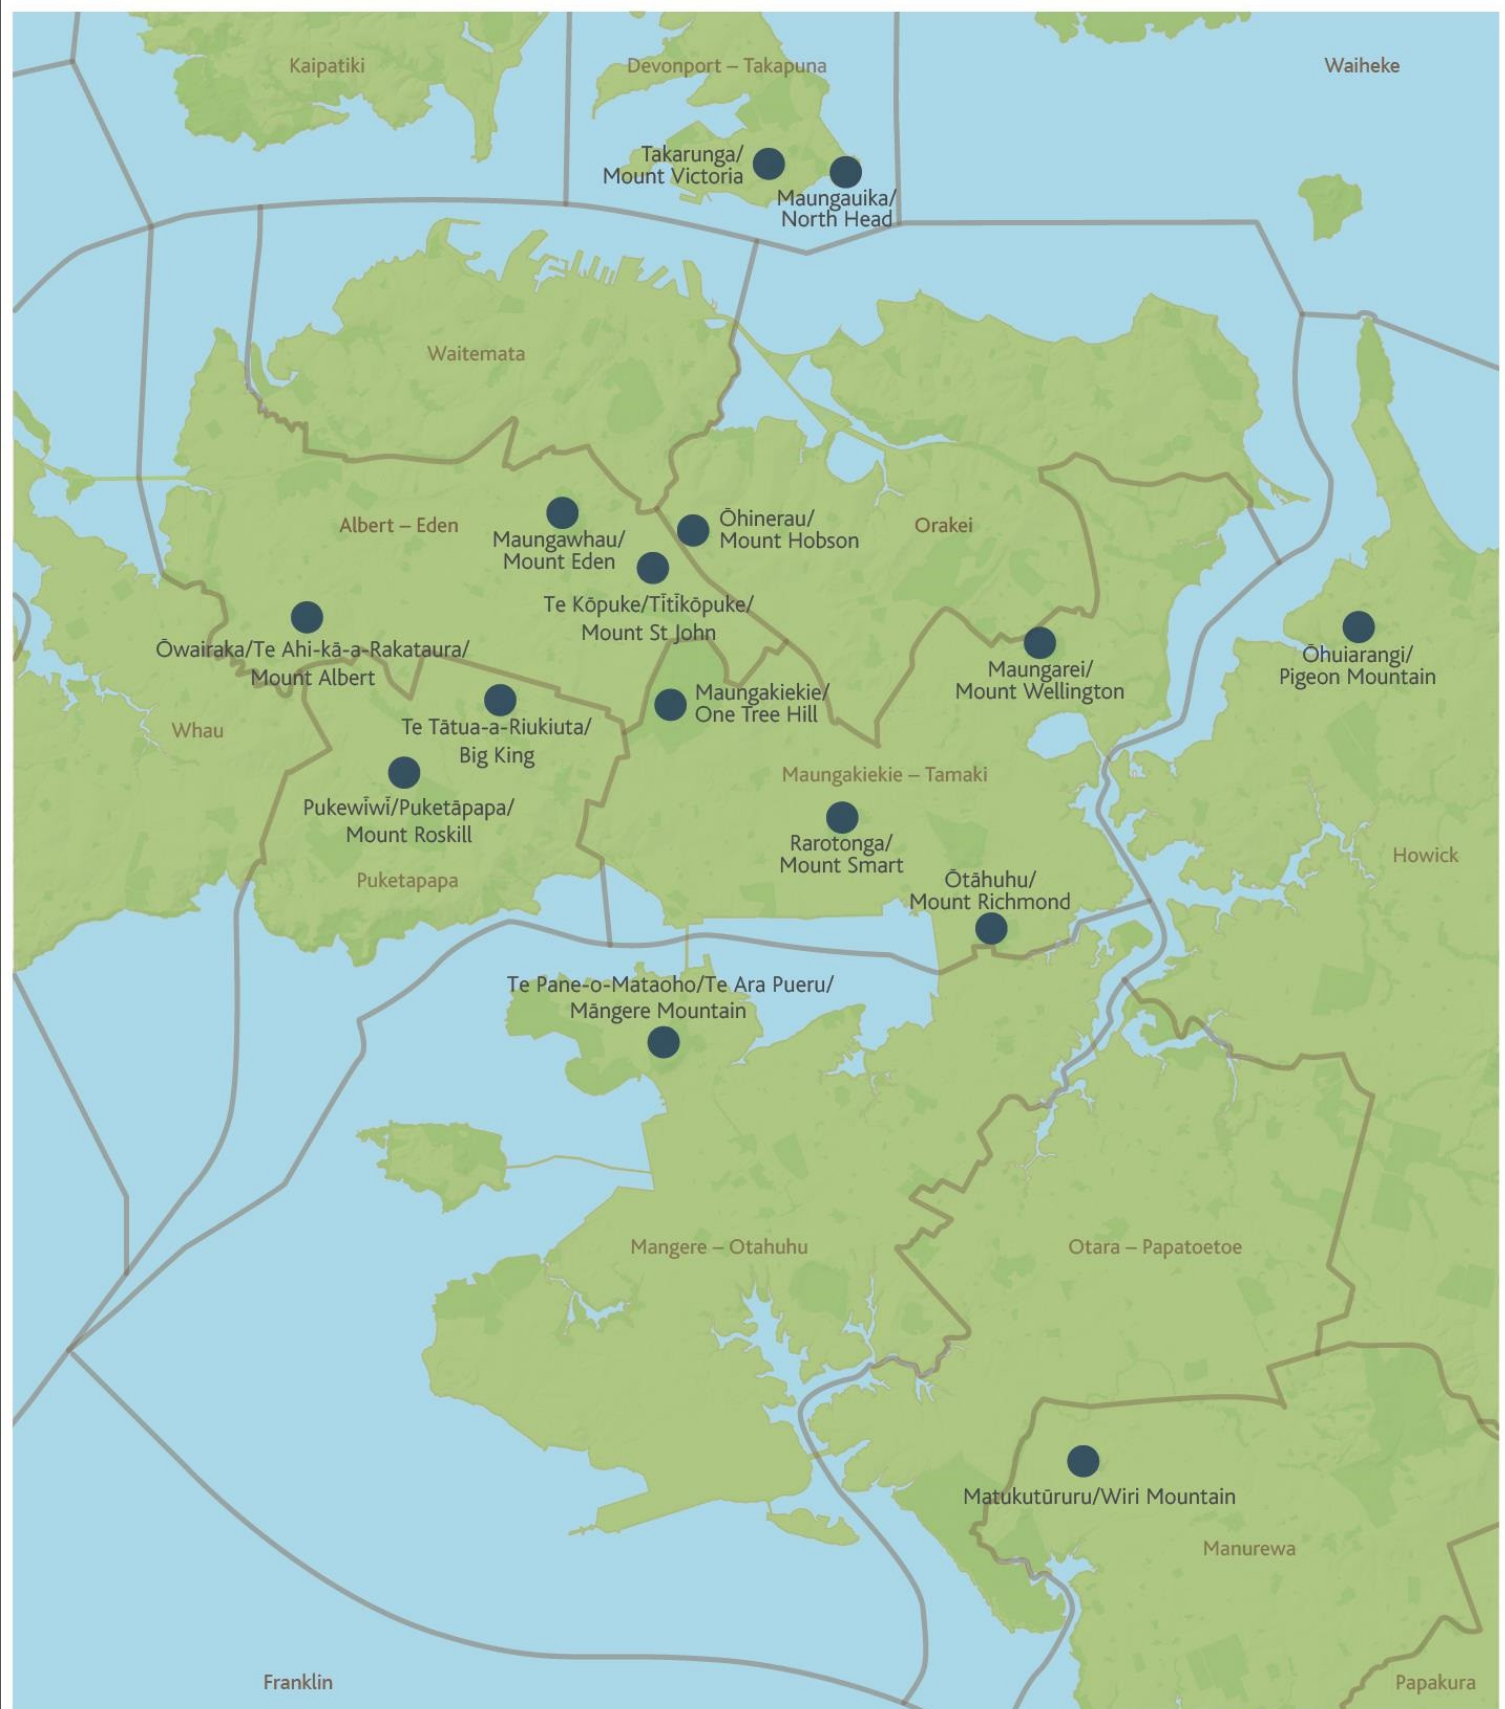 Kaipatiki
Devonport – Takapuna
Waiheke
Takarunga/
Mount Victoria
Maungauika/
North Head
Waitemata
Albert – Eden
Maungawhau/
Mount Eden
Ōhinerau/
Mount Hobson
Orakei
Te Kōpuke/Tītīkōpuke/
Mount St John
Ōwairaka/Te Ahi-kā-a-Rakataura/
Mount Albert
Maungarei/
Mount Wellington
Ōhuiarangi/
Pigeon Mountain
Whau
Te Tātua-a-Riukiuta/
Big King
Maungakiekie/
One Tree Hill
Maungakiekie – Tamaki
Pukewīwī/Puketāpapa/
Mount Roskill
Rarotonga/
Mount Smart
Howick
Puketapapa
Ōtāhuhu/
Mount Richmond
Te Pane-o-Mataoho/Te Ara Pueru/
Māngere Mountain
Mangere – Otahuhu
Otara – Papatoetoe
Matukutūruru/Wiri Mountain
Manurewa
Franklin
Papakura